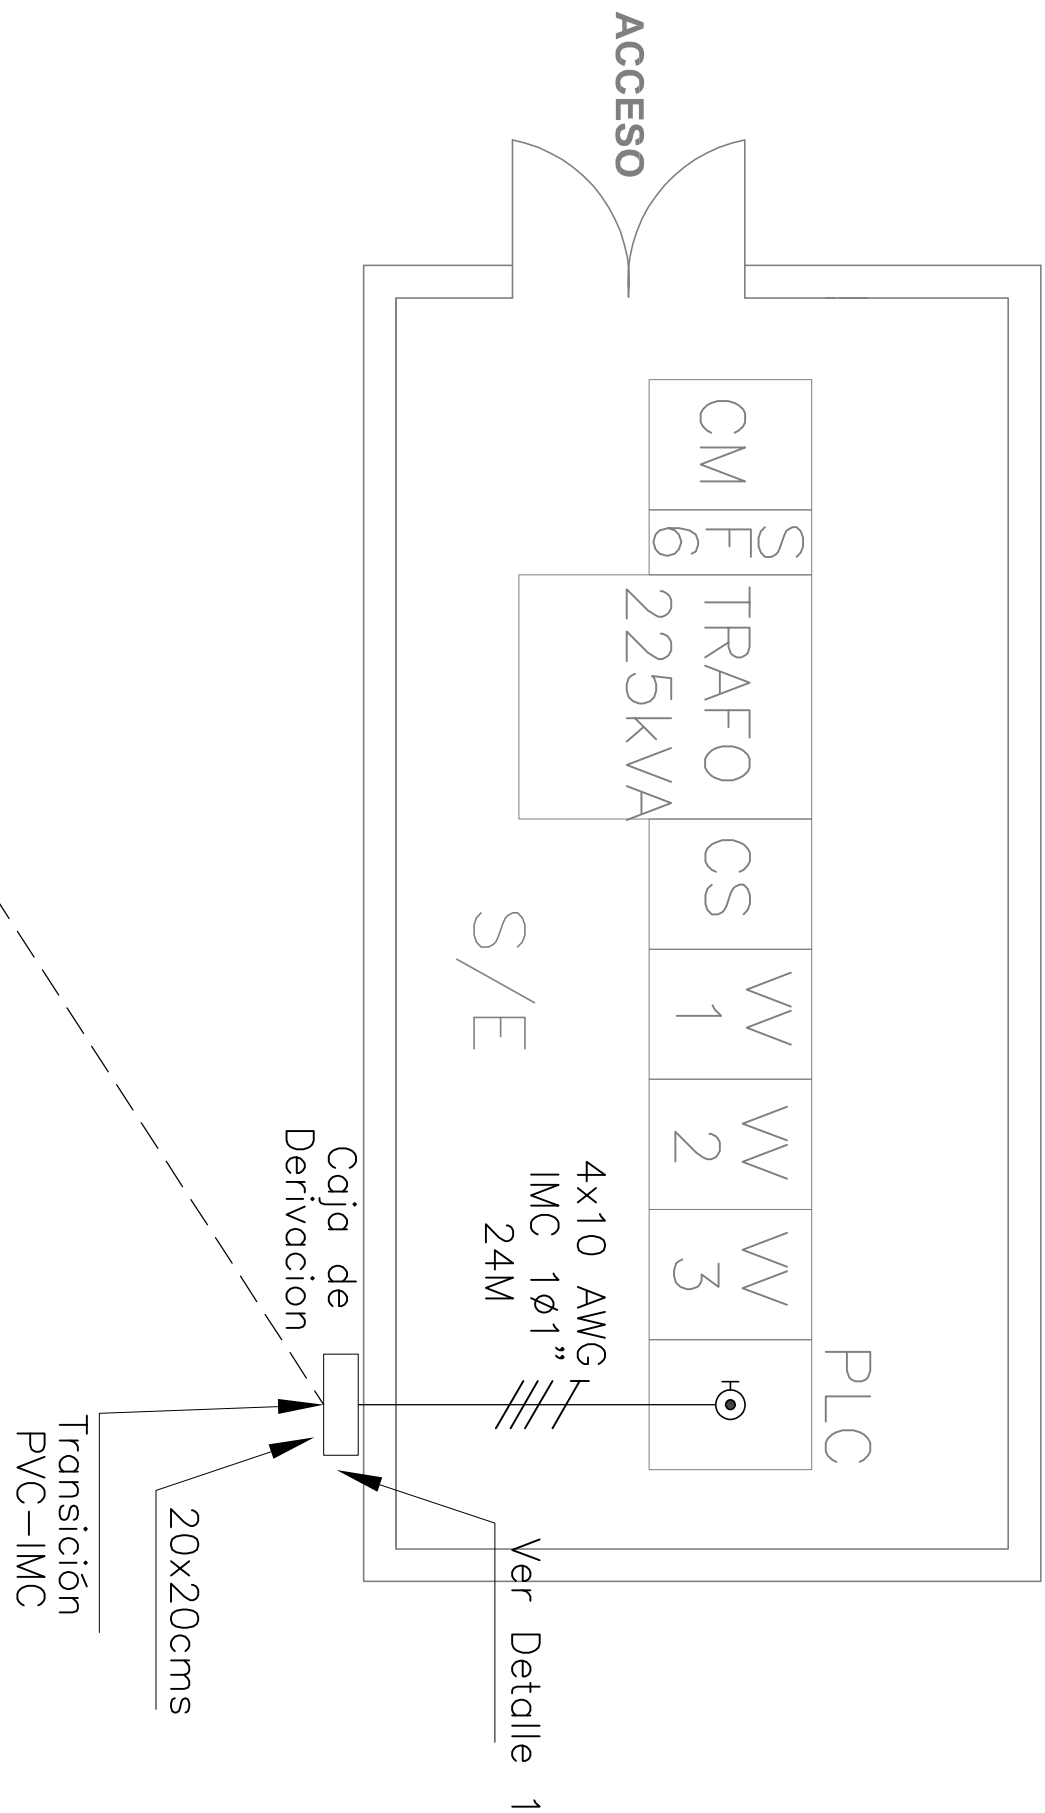 ACCESO
CM
S
F
6
TRAFO
225kVA
CS
VV
1
VV
2
VV
3
PLC
S/E
4x10 AWG
IMC 1ø1"
24M
Caja de
Derivacion
Ver Detalle 1
20x20cms
Transición
PVC-IMC